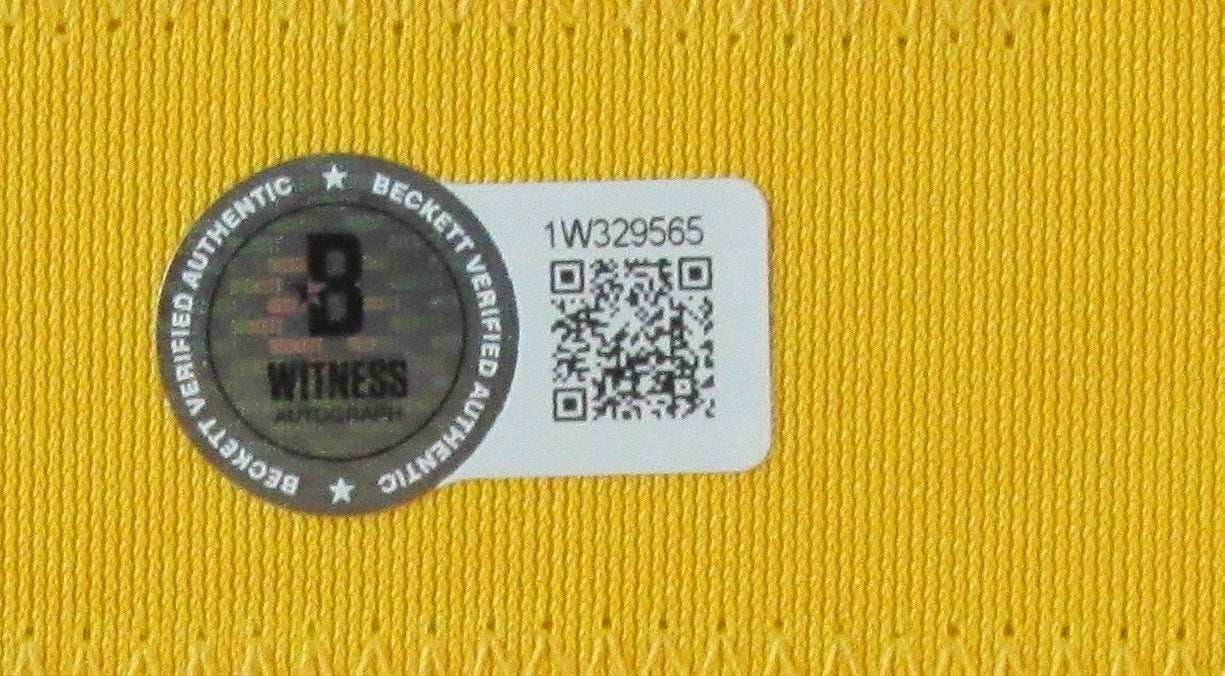 BECKETT VERIFIED AUTHENTIC
BECKETT VERIFIED AUTHENTIC
B
WITNESS
AUTOGRAPH
1W329565